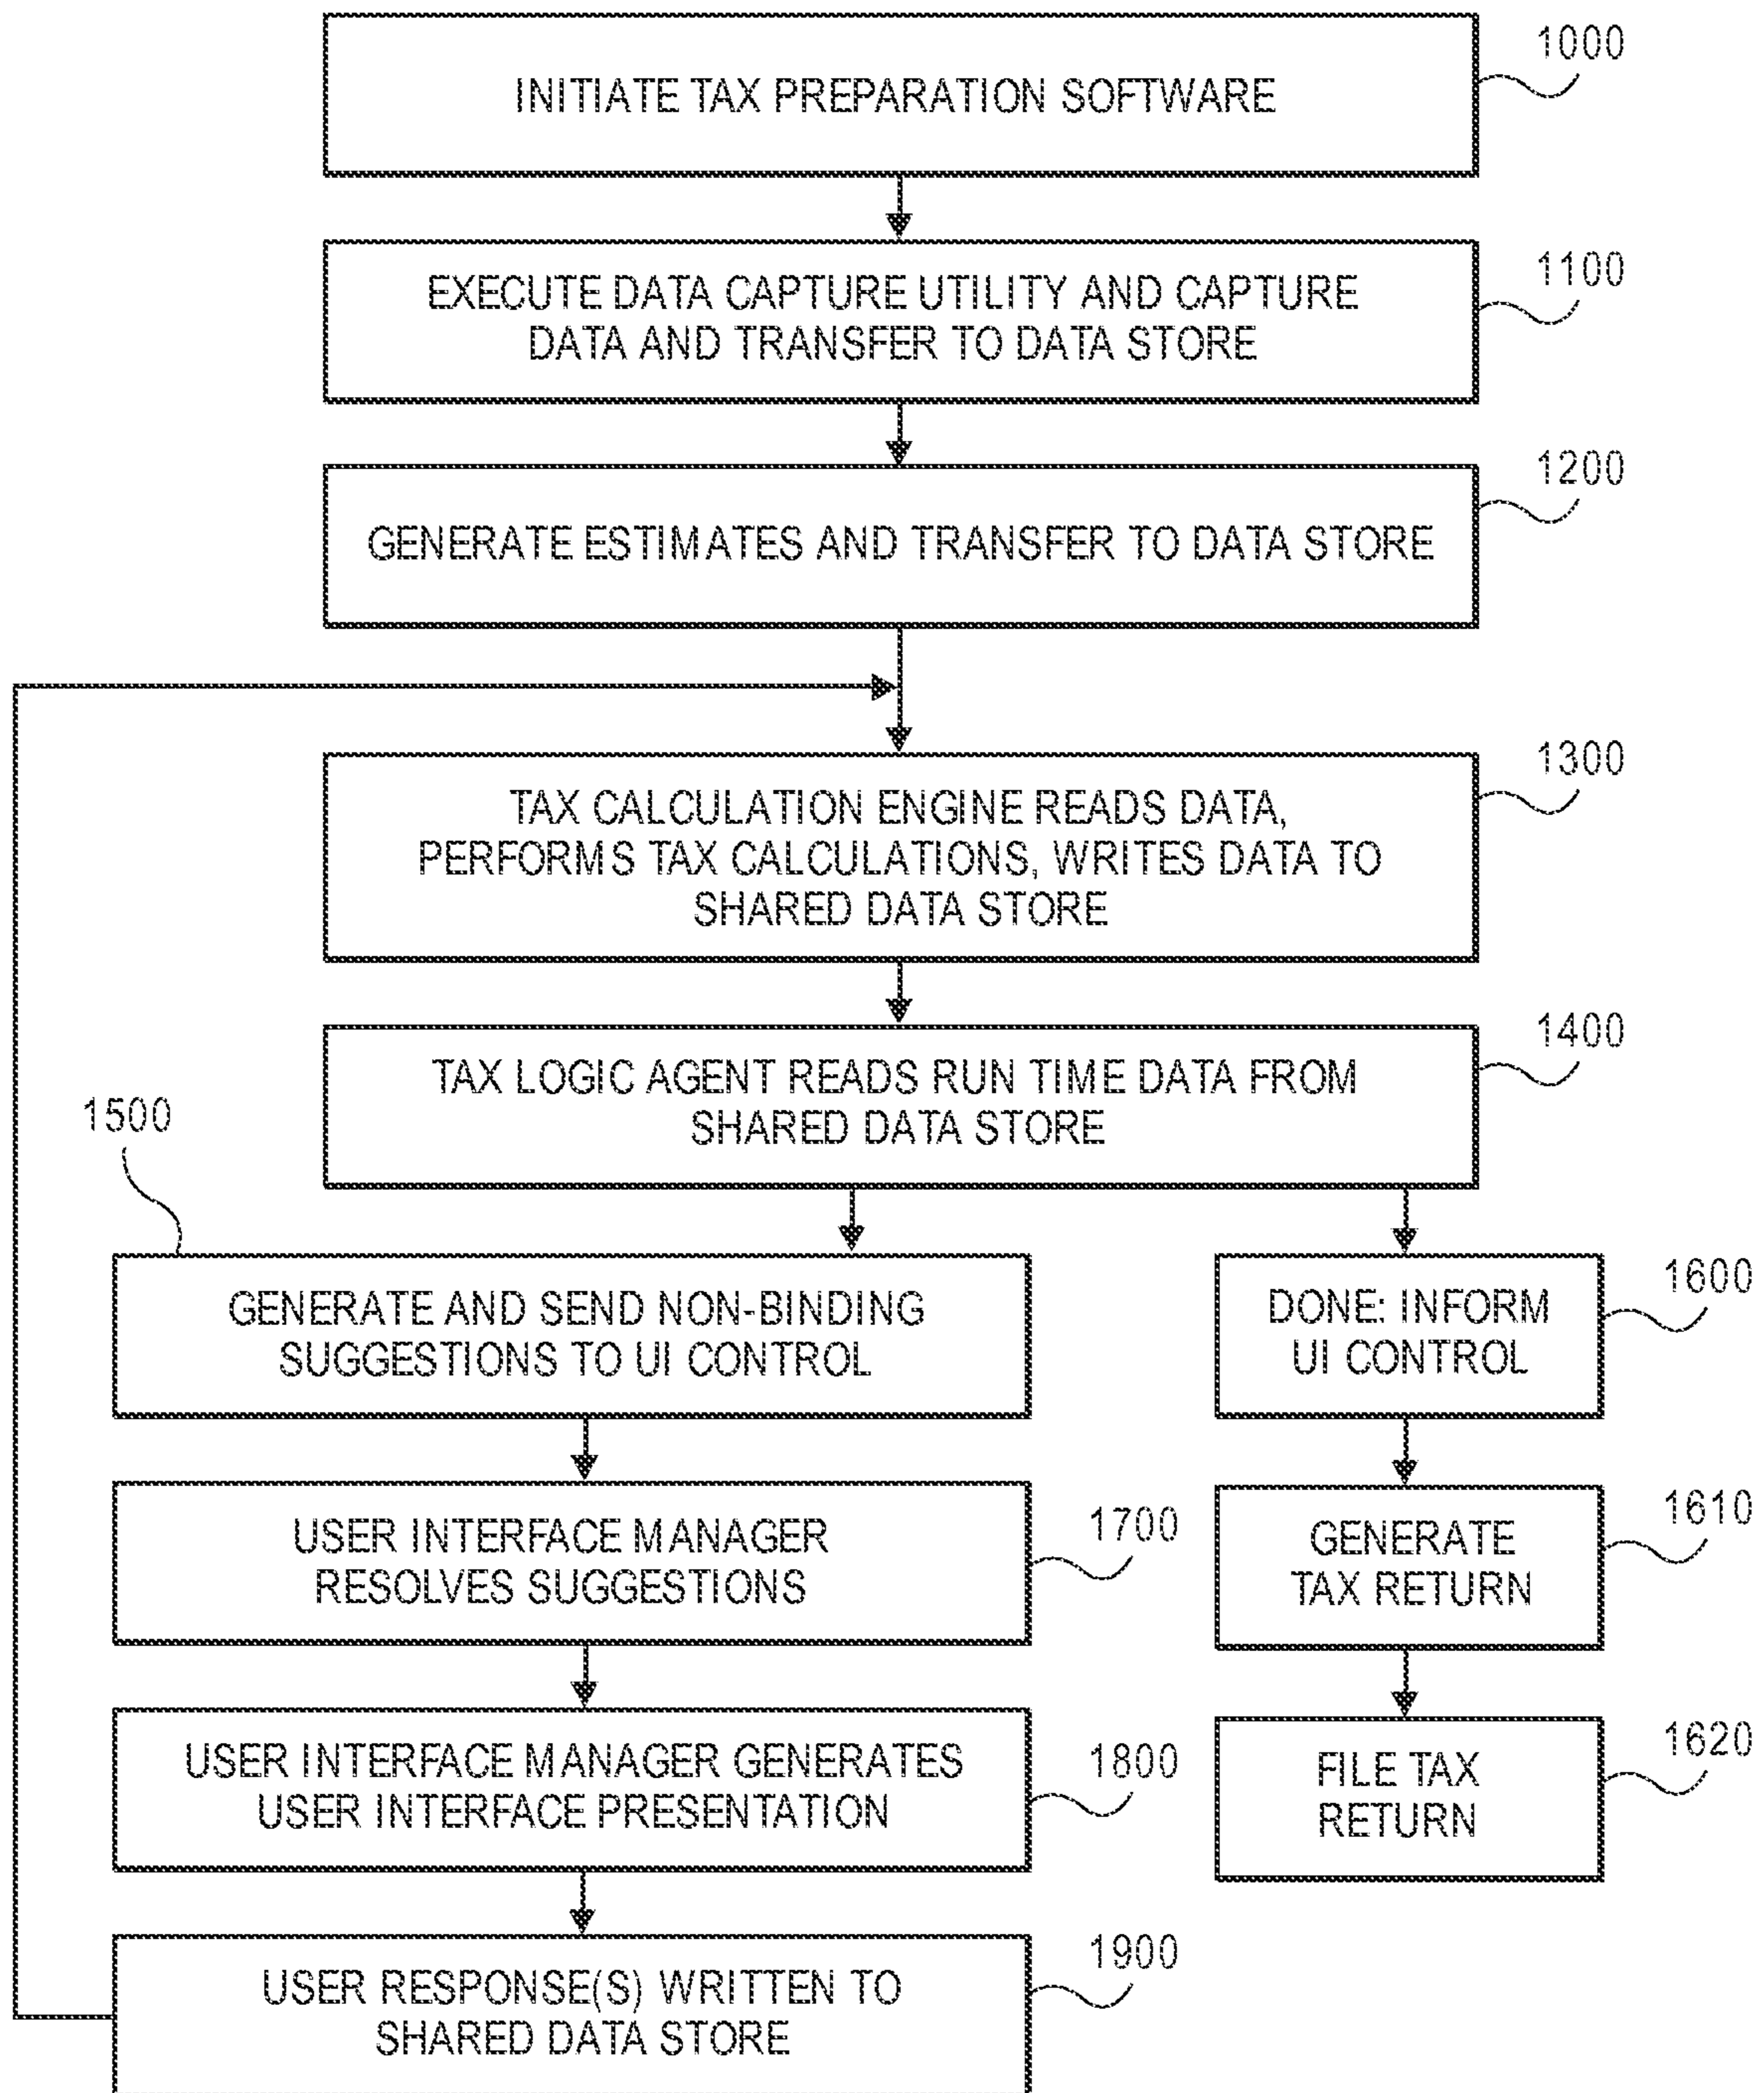 1000
INITIATE TAX PREPARATION SOFTWARE
1100
EXECUTE DATA CAPTURE UTILITY AND CAPTURE
DATA AND TRANSFER TO DATA STORE
1200
GENERATE ESTIMATES AND TRANSFER TO DATA STORE
1300
TAX CALCULATION ENGINE READS DATA,
PERFORMS TAX CALCULATIONS, WRITES DATA TO
SHARED DATA STORE
1400
TAX LOGIC AGENT READS RUN TIME DATA FROM
SHARED DATA STORE
1500
GENERATE AND SEND NON-BINDING
SUGGESTIONS TO UI CONTROL
1600
DONE: INFORM
UI CONTROL
1700
USER INTERFACE MANAGER
RESOLVES SUGGESTIONS
1610
GENERATE
TAX RETURN
1800
USER INTERFACE MANAGER GENERATES
USER INTERFACE PRESENTATION
1620
FILE TAX
RETURN
1900
USER RESPONSE(S) WRITTEN TO
SHARED DATA STORE